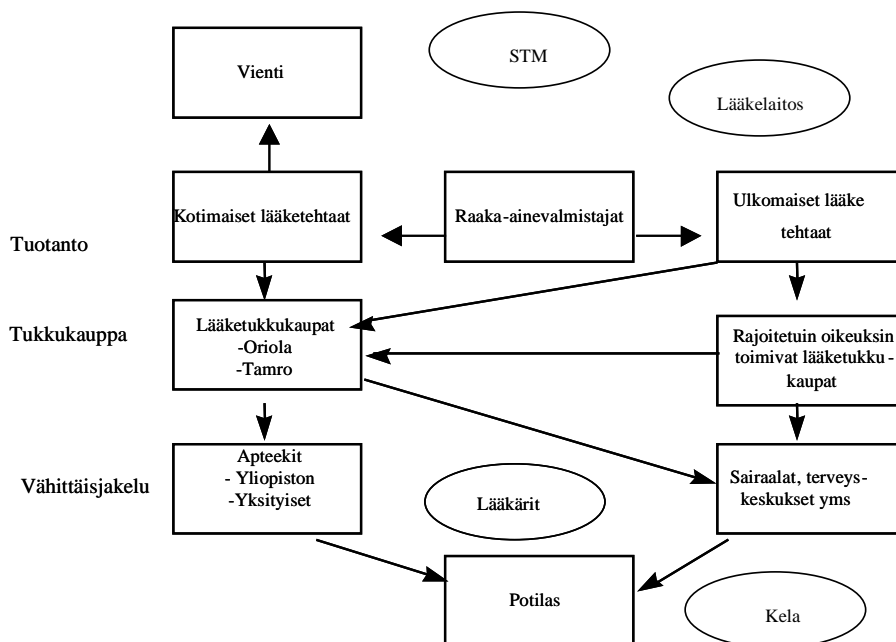 Vienti
STM
Lääkelaitos
Tuotanto
Kotimaiset lääketehtaat
Raaka-ainevalmistajat
Ulkomaiset lääke
tehtaat
Tukkukauppa
Lääketukkukaupat
-Oriola
-Tamro
Rajoitetuin oikeuksin
toimivat lääketukku-
kaupat
Vähittäisjakelu
Apteekit
- Yliopiston
-Yksityiset
Lääkärit
Sairaalat, terveys-
keskukset yms
Potilas
Kela